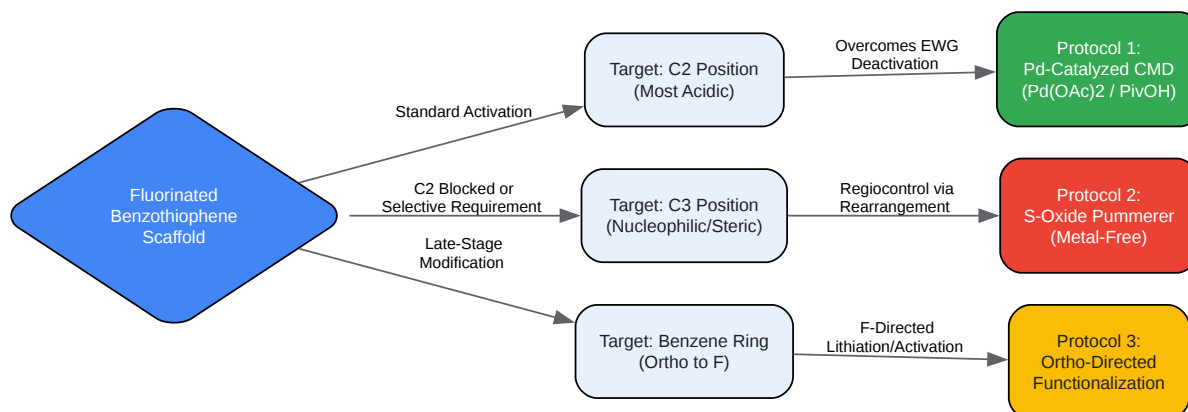 Fluorinated
Benzothiophene
Scaffold
Standard Activation
Target: C2 Position
(Most Acidic)
Overcomes EWG
Deactivation
Protocol 1:
Pd-Catalyzed CMD
(Pd(OAc)2 / PivOH)
C2 Blocked or
Selective Requirement
Target: C3 Position
(Nucleophilic/Steric)
Regiocontrol via
Rearrangement
Protocol 2:
S-Oxide Pummerer
(Metal-Free)
Late-Stage
Modification
Target: Benzene Ring
(Ortho to F)
F-Directed
Lithiation/Activation
Protocol 3:
Ortho-Directed
Functionalization